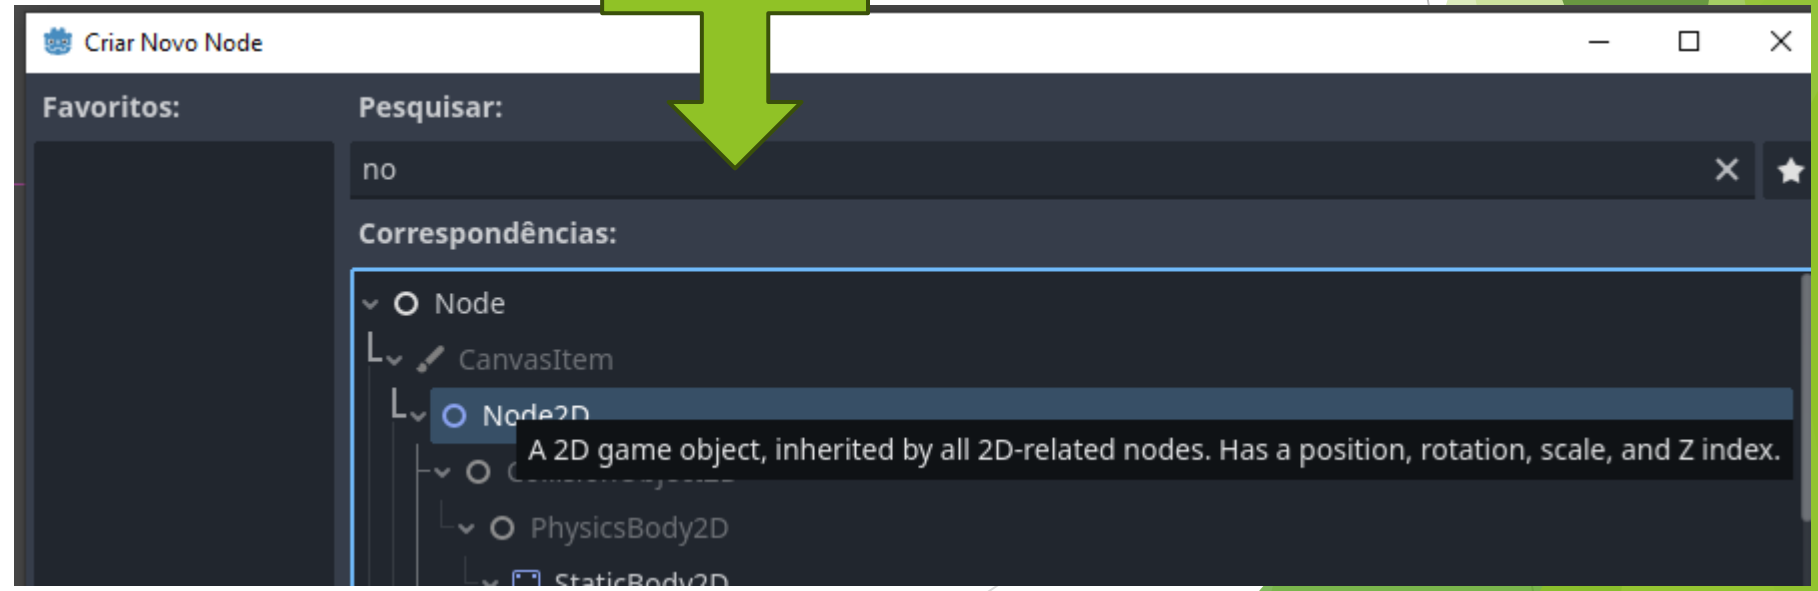 Criar Novo Node
Favoritos:
Pesquisar:
no
Correspondências:
Node
CanvasItem
Node2D
A 2D game object, inherited by all 2D-related nodes. Has a position, rotation, scale, and Z index.
PhysicsBody2D
StaticBody2D